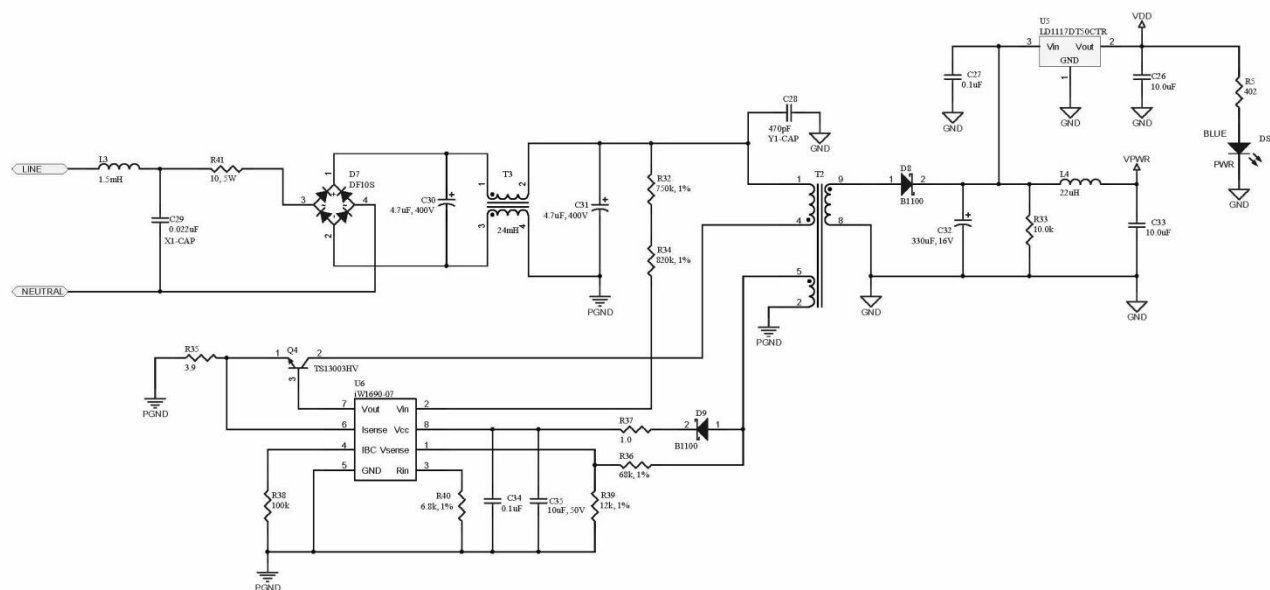 U5
LD1117DT50CTR
VDD
3 Vin Vout 2
GND
1
C27
0.1uF
C26
10.0uF
R5
402
GND
GND
GND
BLUE
PWR
GND
C28
470pF
Y1-CAP
GND
LINE
L3
1.5mH
R41
10, 5W
C29
0.022uF
X1-CAP
NEUTRAL
D7
DF10S
1
3
4
2
C30
4.7uF, 400V
T3
1
2
3
4
24mH
C31
4.7uF, 400V
PGND
R32
750k, 1%
R34
820k, 1%
T2
1
4
9
8
5
2
PGND
D8
1 2
B1100
C32
330uF, 16V
R33
10.0k
L4
22uH
VPWR
C33
10.0uF
GND
GND
R35
3.9
PGND
Q4
1 2
3
TS13003HV
U6
iW1690-07
7 Vout Vin 2
6 Isense Vcc 8
4 IBC Vsense 1
5 GND Rin 3
R37
1.0
D9
2 1
B1100
R36
68k, 1%
R38
100k
R40
6.8k, 1%
C34
0.1uF
C35
10uF, 50V
R39
12k, 1%
PGND